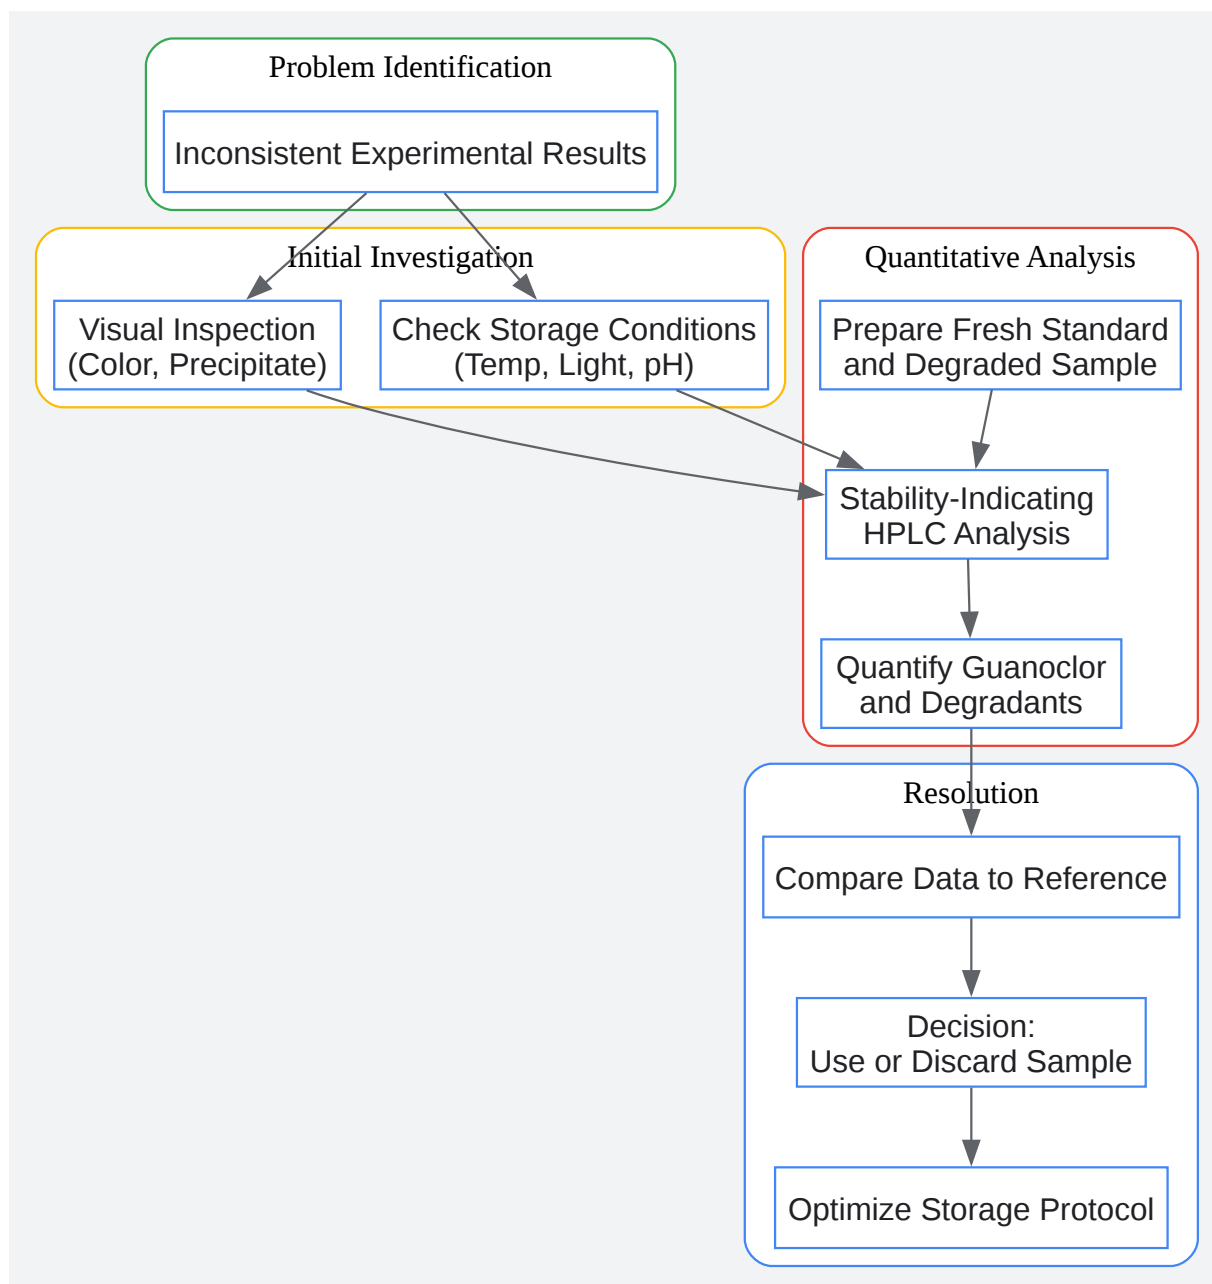 Problem Identification
Inconsistent Experimental Results
Initial Investigation
Visual Inspection
(Color, Precipitate)
Check Storage Conditions
(Temp, Light, pH)
Quantitative Analysis
Prepare Fresh Standard
and Degraded Sample
Stability-Indicating
HPLC Analysis
Quantify Guanoclor
and Degradants
Resolution
Compare Data to Reference
Decision:
Use or Discard Sample
Optimize Storage Protocol